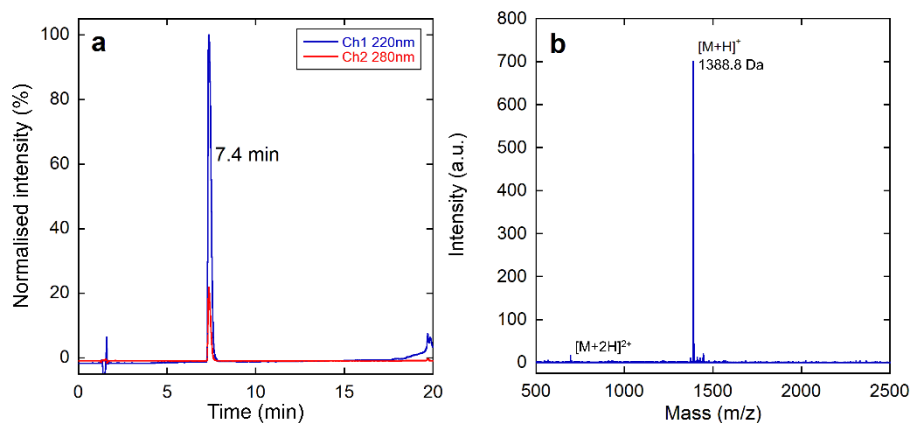 a
Ch1 220nm
Ch2 280nm
7.4 min
Normalised intensity (%)
100
80
60
40
20
0
0
5
10
15
20
Time (min)
b
[M+H]⁺
1388.8 Da
[M+2H]²⁺
Intensity (a.u.)
800
700
600
500
400
300
200
100
0
500
1000
1500
2000
2500
Mass (m/z)